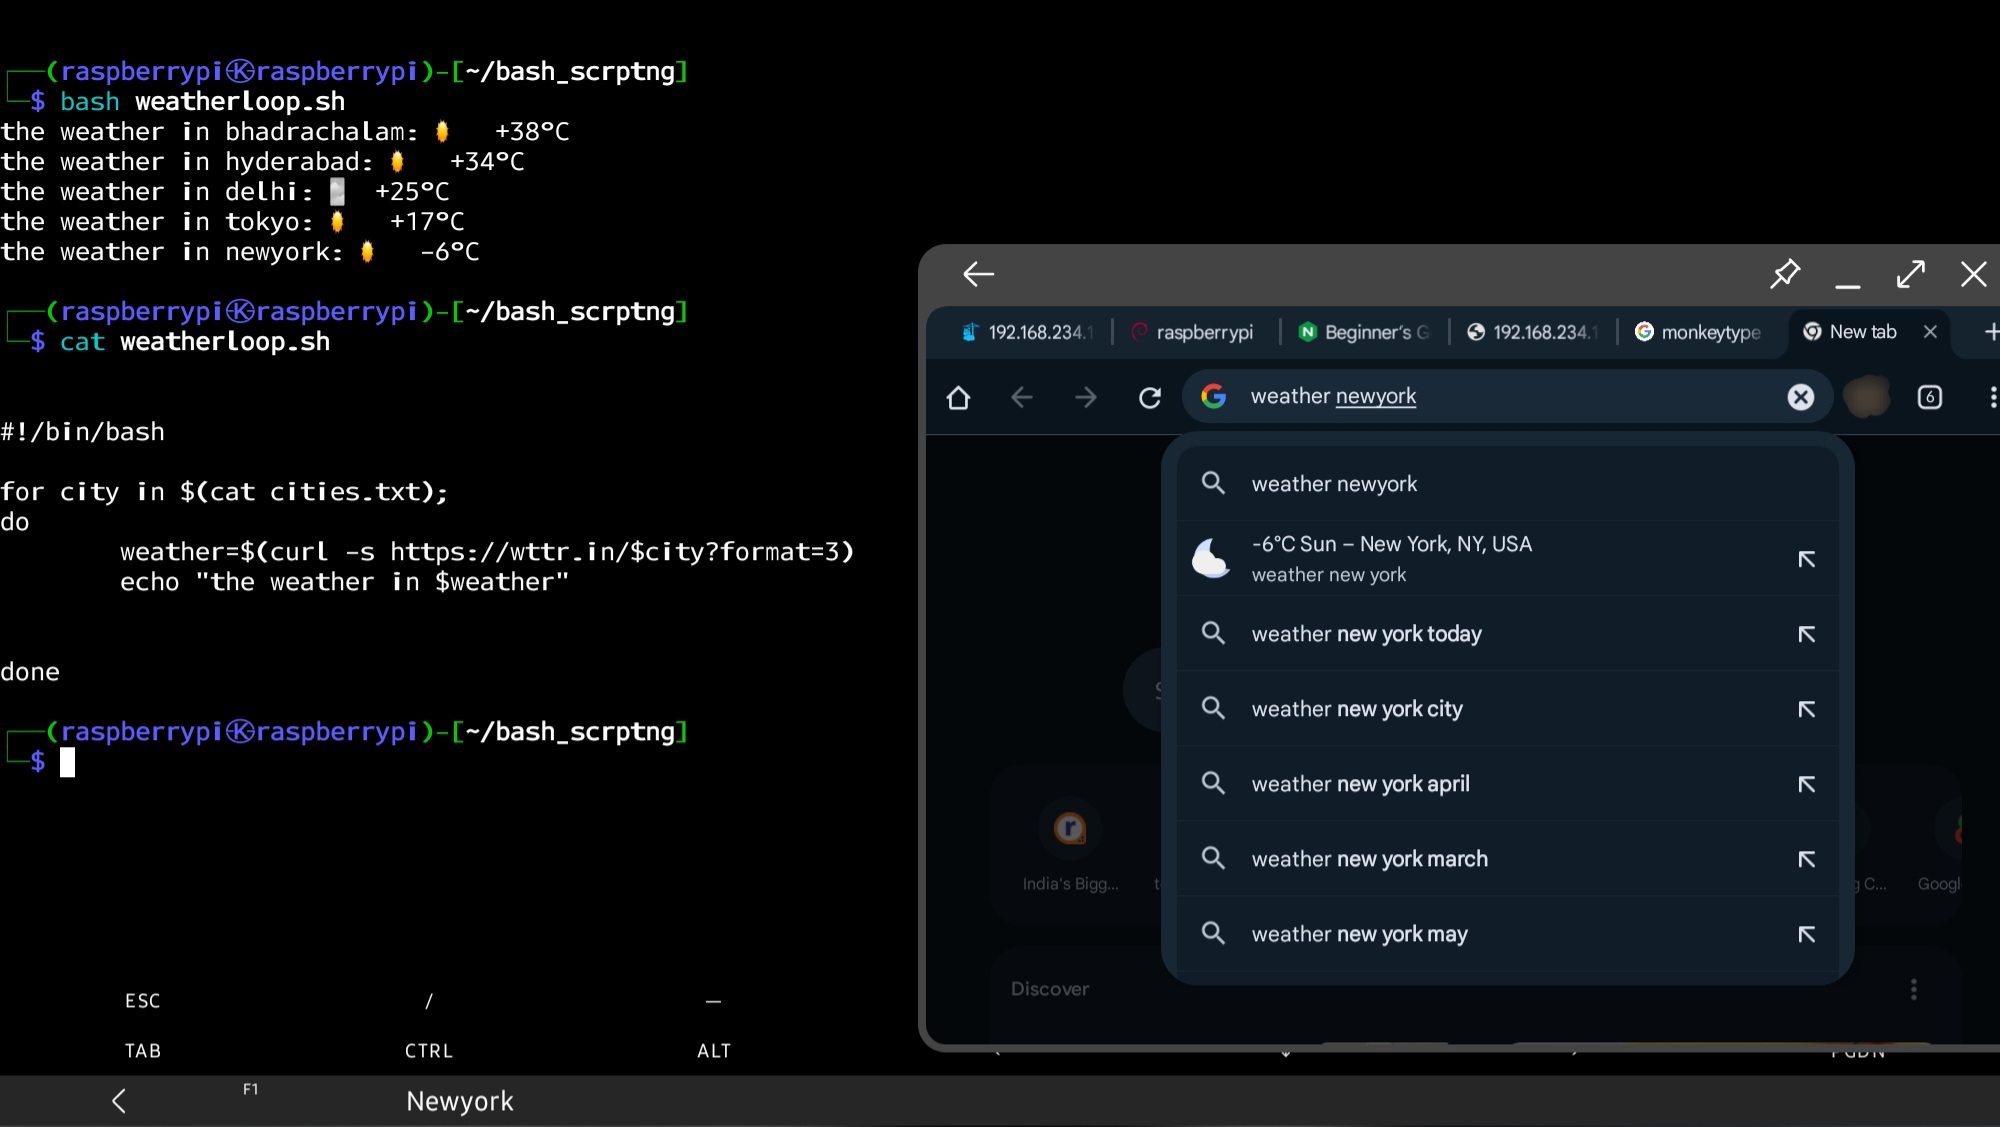 ┌──(raspberrypi㉿raspberrypi)-[~/bash_scrptng]
└─$ bash weatherloop.sh
the weather in bhadrachalam: ☀️   +38°C
the weather in hyderabad: ☀️   +34°C
the weather in delhi: 🌫  +25°C
the weather in tokyo: ☀️   +17°C
the weather in newyork: ☀️   -6°C
┌──(raspberrypi㉿raspberrypi)-[~/bash_scrptng]
└─$ cat weatherloop.sh
#!/bin/bash
for city in $(cat cities.txt);
do
        weather=$(curl -s https://wttr.in/$city?format=3)
        echo "the weather in $weather"
done
┌──(raspberrypi㉿raspberrypi)-[~/bash_scrptng]
└─$
192.168.234.1
raspberrypi
Beginner's G
192.168.234.1
monkeytype
New tab
weather newyork
6
weather newyork
-6°C Sun – New York, NY, USA
weather new york
weather new york today
weather new york city
weather new york april
weather new york march
weather new york may
India's Bigg...
g C...
Googl
Discover
ESC / —
TAB CTRL ALT
PGDN
F1
Newyork